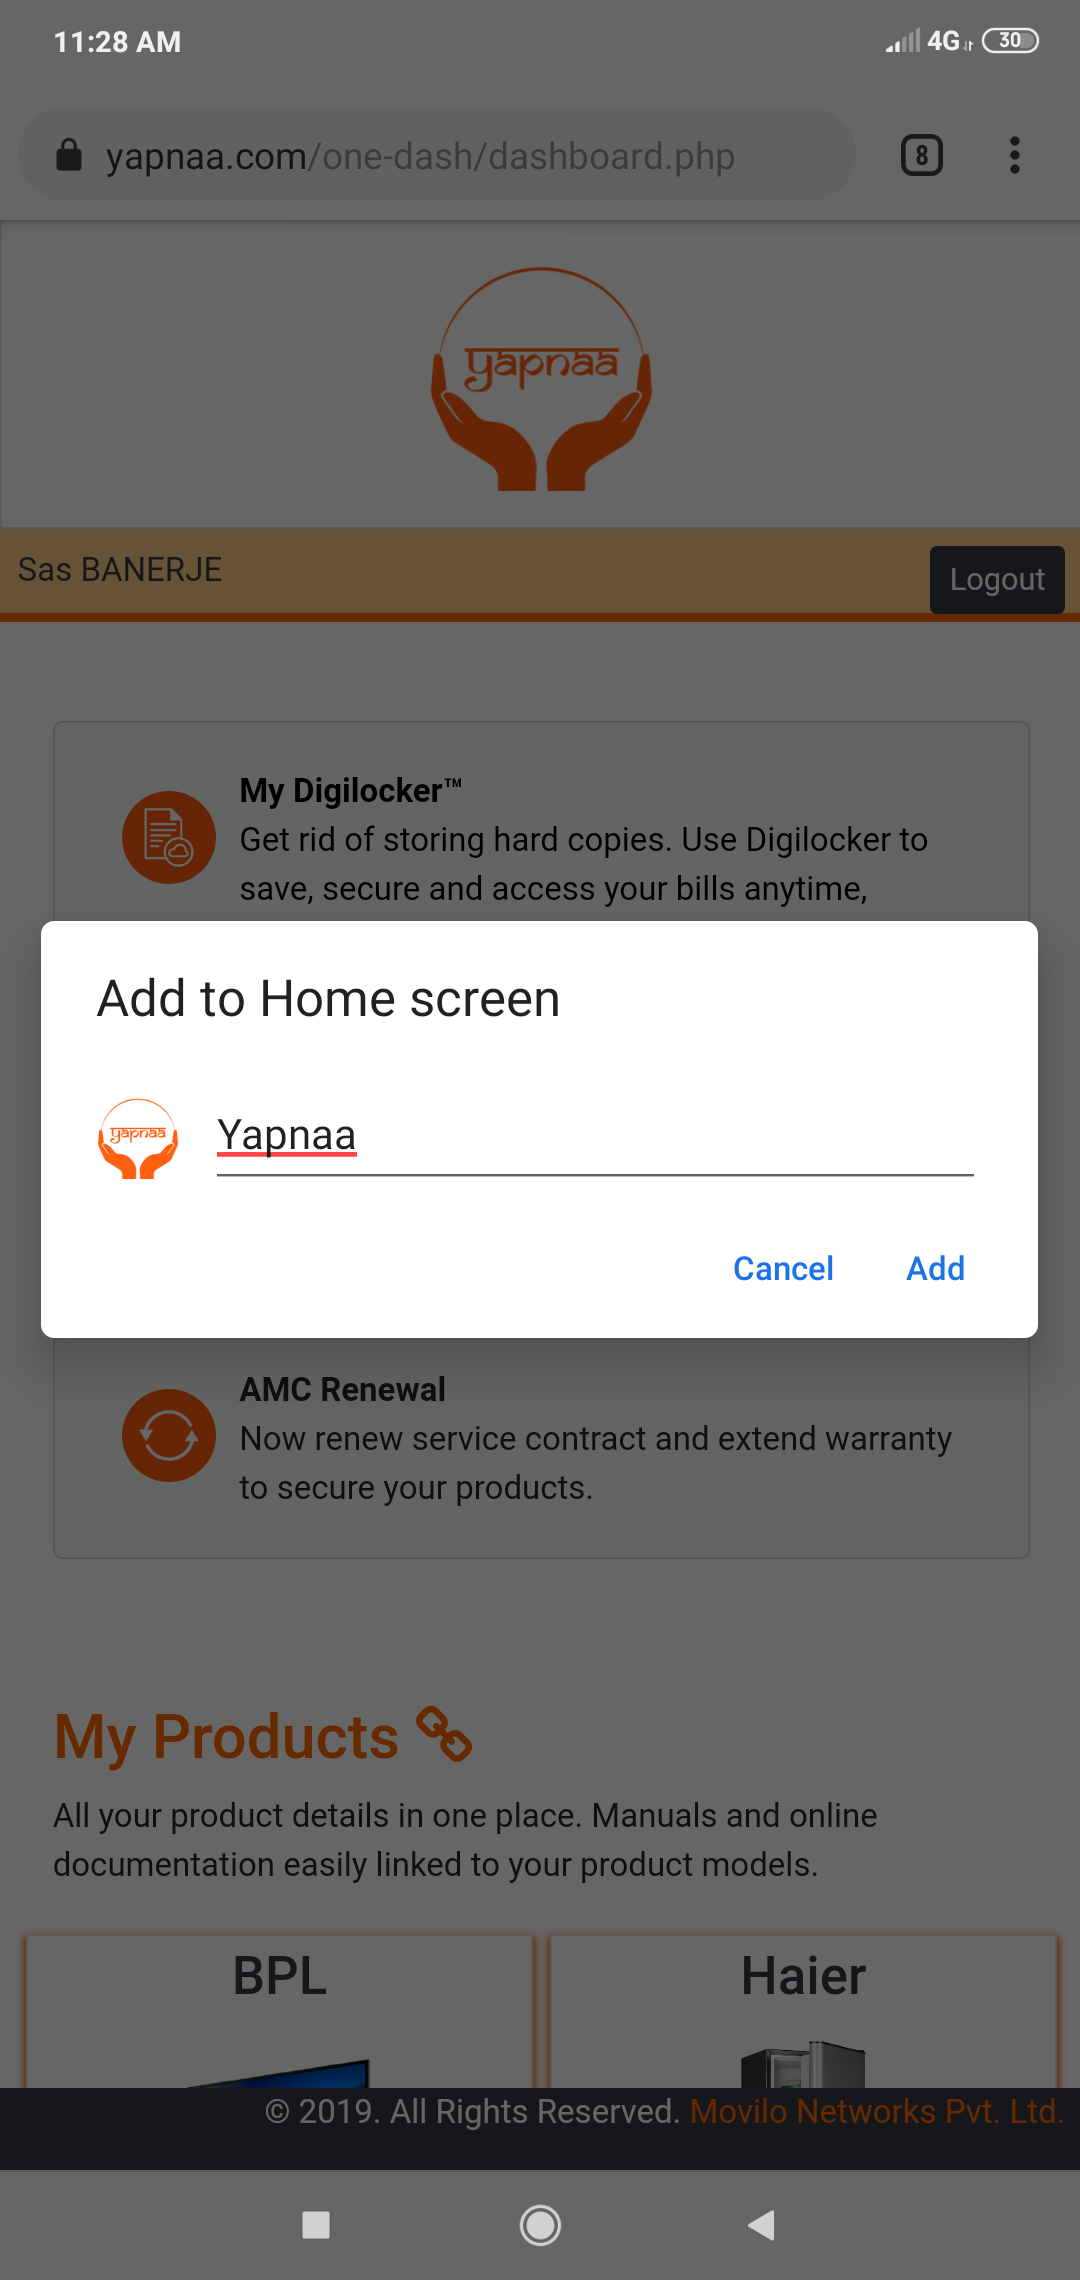 11:28 AM
4G
30
yapnaa.com/one-dash/dashboard.php
8
yapnaa
Sas BANERJE
Logout
My Digilocker™
Get rid of storing hard copies. Use Digilocker to
save, secure and access your bills anytime,
Add to Home screen
yapnaa
Yapnaa
Cancel
Add
AMC Renewal
Now renew service contract and extend warranty
to secure your products.
My Products
All your product details in one place. Manuals and online
documentation easily linked to your product models.
BPL
Haier
© 2019. All Rights Reserved. Movilo Networks Pvt. Ltd.